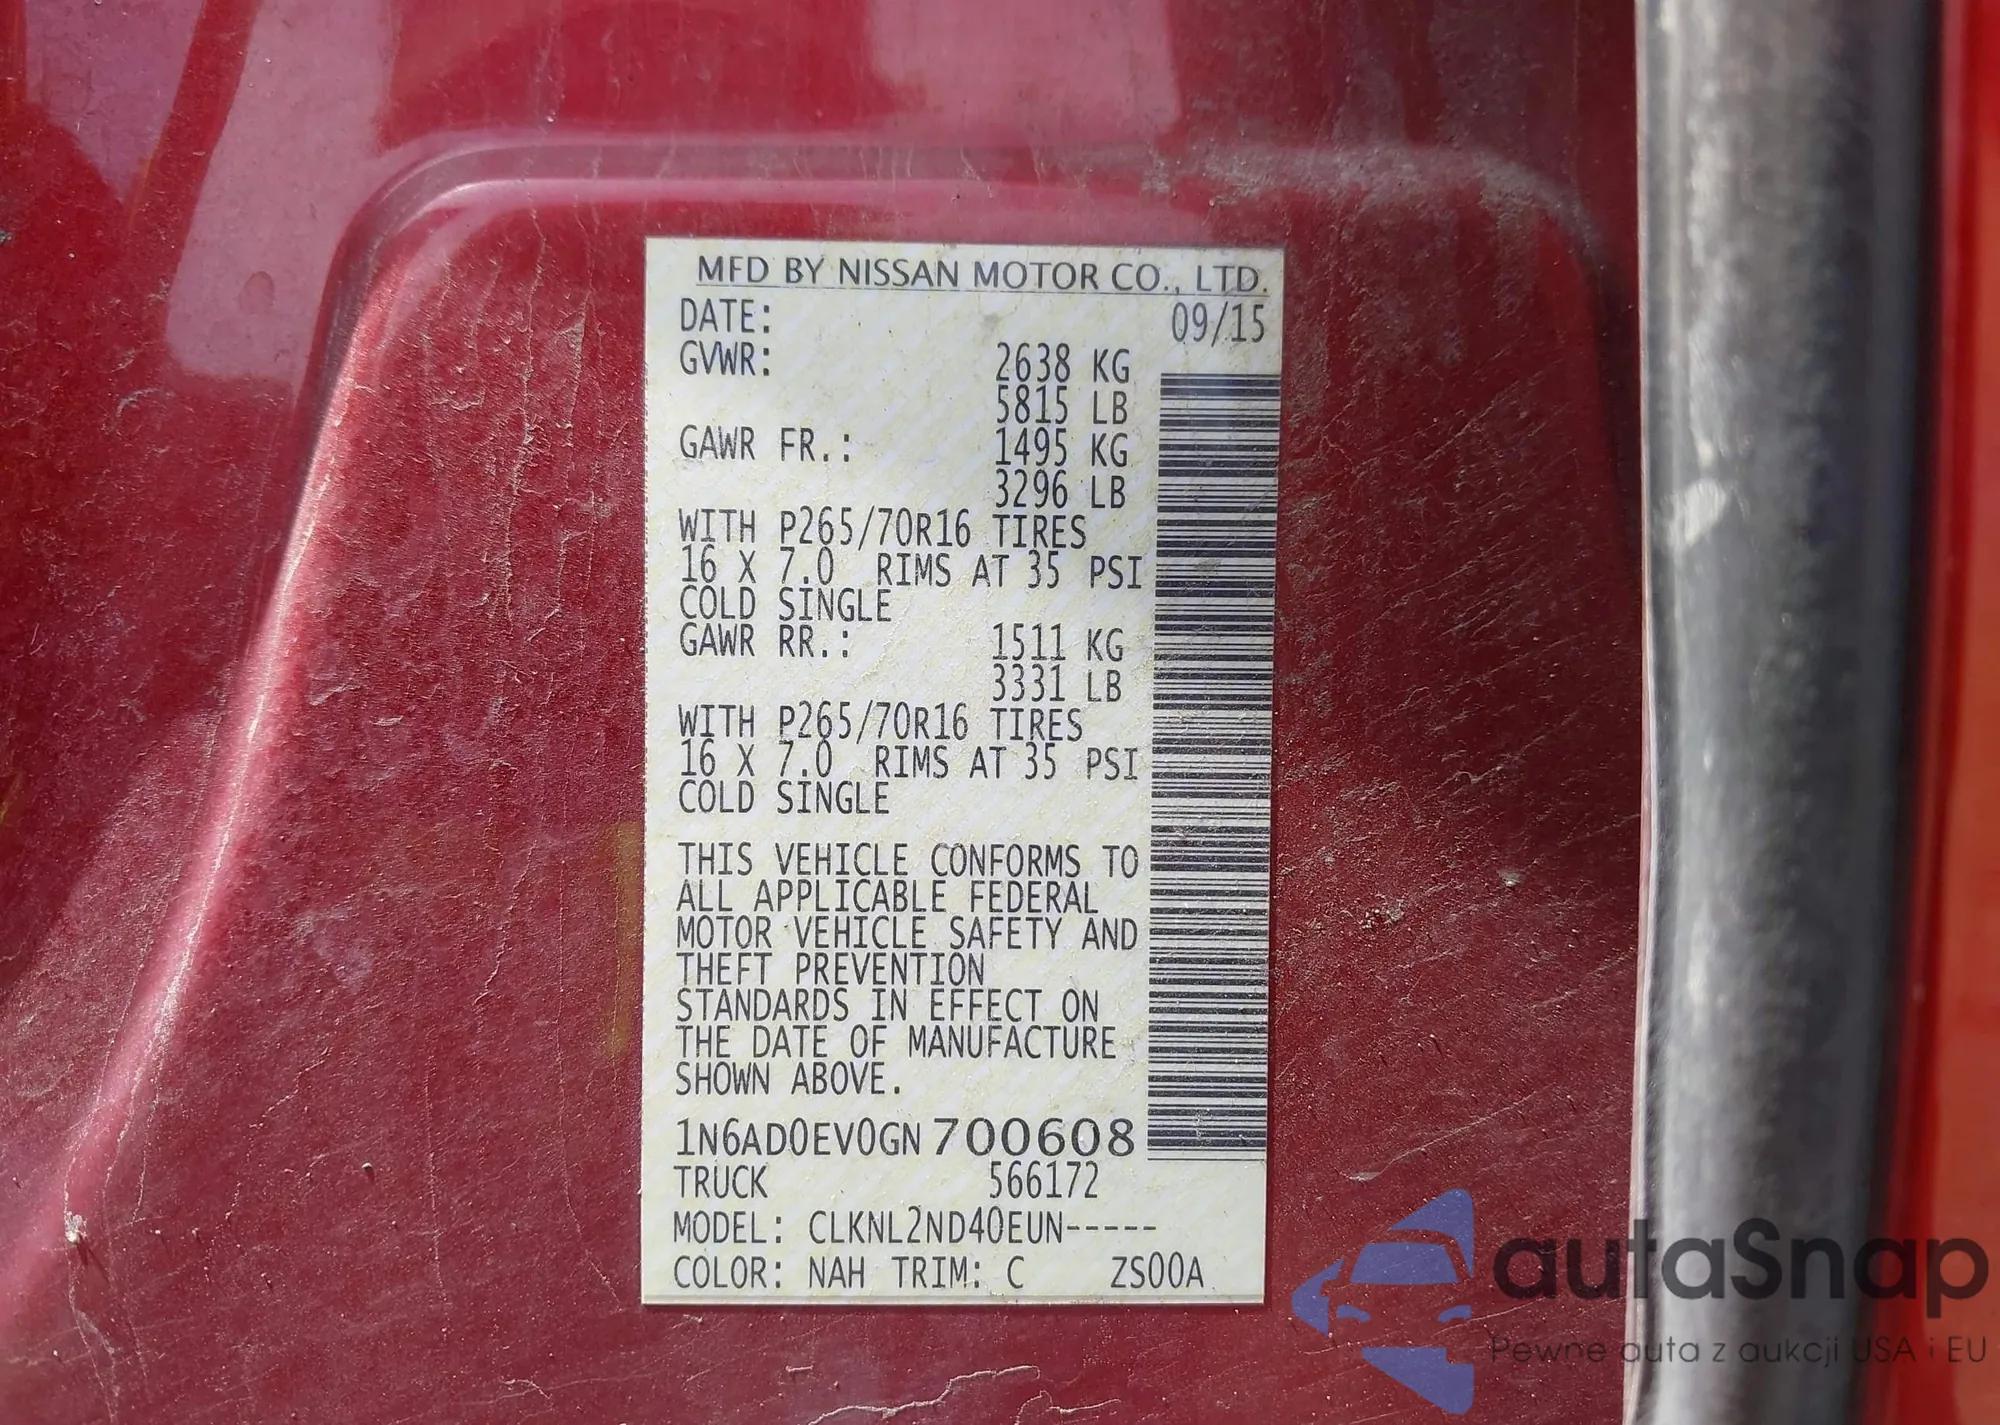 MFD BY NISSAN MOTOR CO., LTD.
DATE: 09/15
GVWR: 2638 KG
5815 LB
GAWR FR.: 1495 KG
3296 LB
WITH P265/70R16 TIRES
16 X 7.0 RIMS AT 35 PSI
COLD SINGLE
GAWR RR.: 1511 KG
3331 LB
WITH P265/70R16 TIRES
16 X 7.0 RIMS AT 35 PSI
COLD SINGLE
THIS VEHICLE CONFORMS TO
ALL APPLICABLE FEDERAL
MOTOR VEHICLE SAFETY AND
THEFT PREVENTION
STANDARDS IN EFFECT ON
THE DATE OF MANUFACTURE
SHOWN ABOVE.
1N6AD0EV0GN 700608
TRUCK 566172
MODEL: CLKNL2ND40EUN-----
COLOR: NAH TRIM: C ZS00A
autaSnap
Pewne auta z aukcji USA i EU